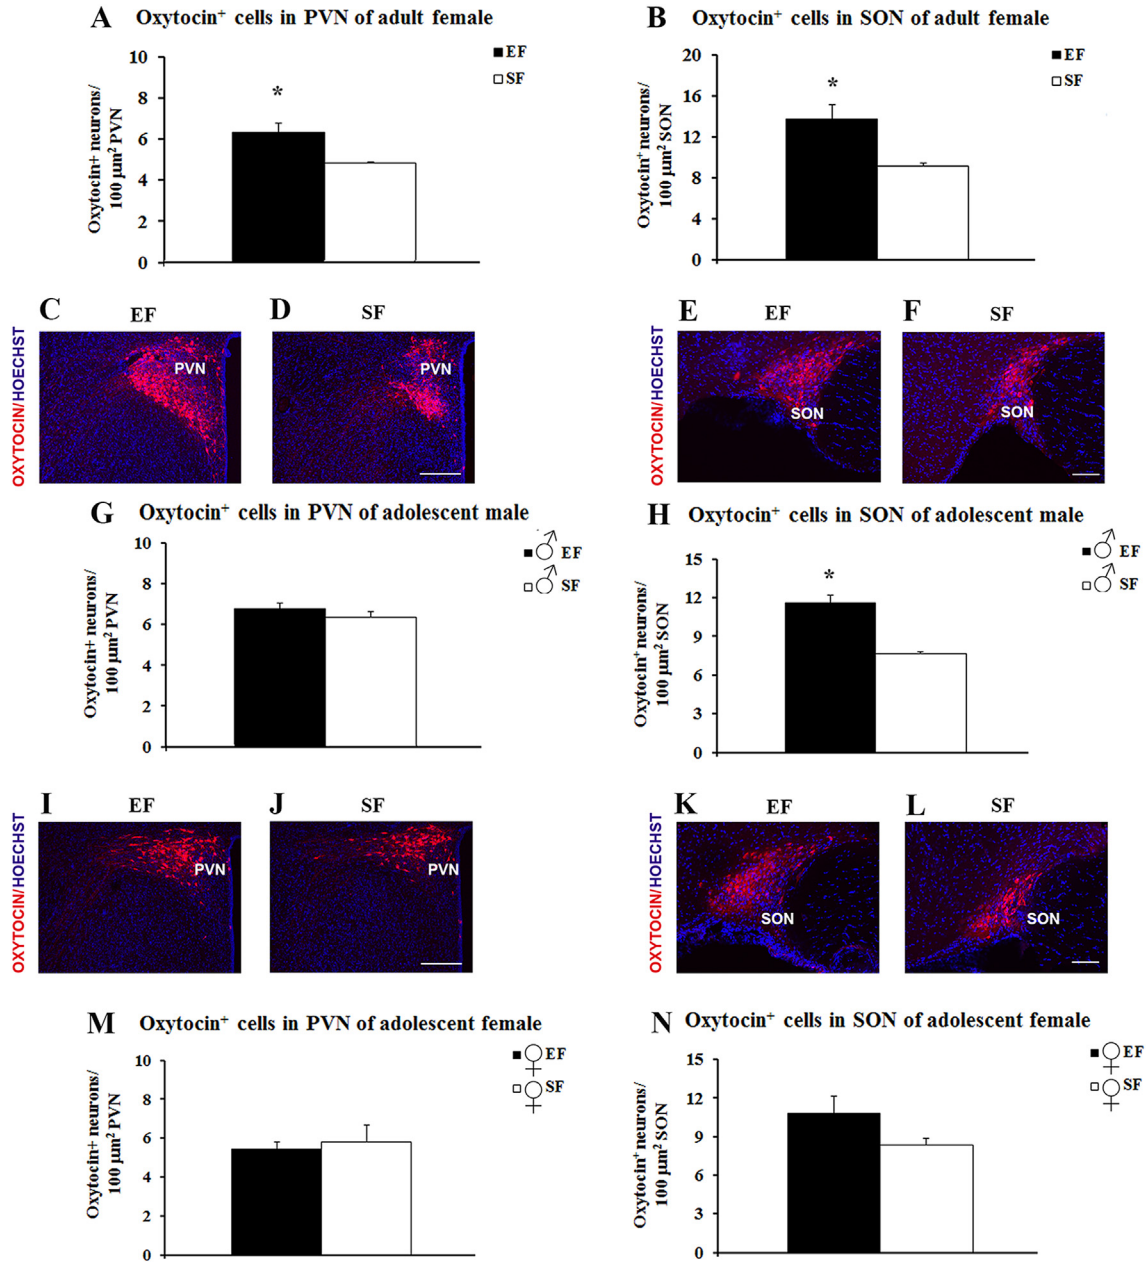 A Oxytocin⁺ cells in PVN of adult female
10
8
6
4
2
0
Oxytocin+ neurons/
100 µm² PVN
*
EF
SF
B Oxytocin⁺ cells in SON of adult female
20
16
12
8
4
0
Oxytocin⁺ neurons/
100 µm² SON
*
EF
SF
C EF
D SF
OXYTOCIN/HOECHST
PVN
PVN
E EF
F SF
OXYTOCIN/HOECHST
SON
SON
G Oxytocin⁺ cells in PVN of adolescent male
10
8
6
4
2
0
Oxytocin+ neurons/
100 µm² PVN
♂ EF
♂ SF
H Oxytocin⁺ cells in SON of adolescent male
15
12
9
6
3
0
Oxytocin⁺ neurons/
100 µm² SON
*
♂ EF
♂ SF
I EF
J SF
OXYTOCIN/HOECHST
PVN
PVN
K EF
L SF
OXYTOCIN/HOECHST
SON
SON
M Oxytocin⁺ cells in PVN of adolescent female
10
8
6
4
2
0
Oxytocin+ neurons/
100 µm² PVN
♀ EF
♀ SF
N Oxytocin⁺ cells in SON of adolescent female
15
12
9
6
3
0
Oxytocin⁺ neurons/
100 µm² SON
♀ EF
♀ SF